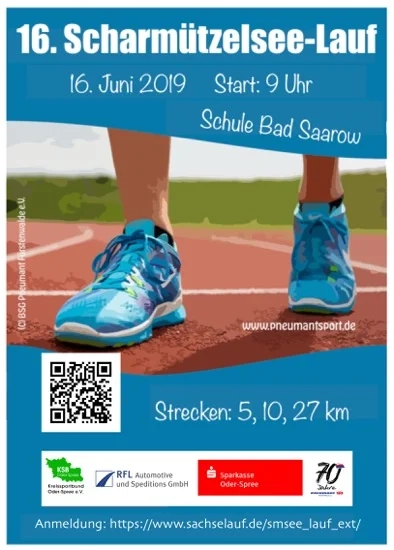 16. Scharmützelsee-Lauf
16. Juni 2019 Start: 9 Uhr
Schule Bad Saarow
(C) BSG Pneumant Fürstenwalde e.V.
www.pneumantsport.de
Strecken: 5, 10, 27 km
KSB
Kreissportbund
Oder-Spree e.V.
RFL Automotive
und Speditions GmbH
Sparkasse
Oder-Spree
70
Jahre
Anmeldung: https://www.sachselauf.de/smsee_lauf_ext/